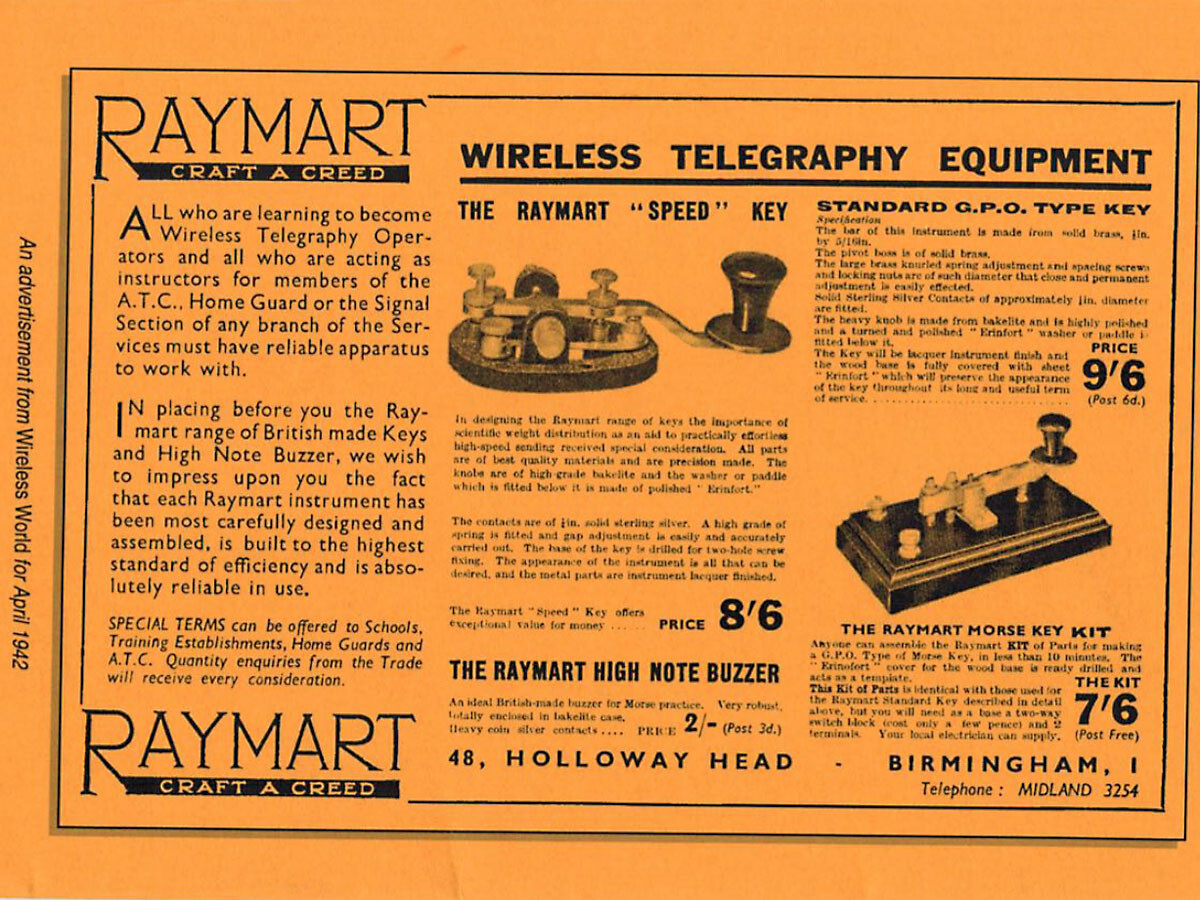 RAYMART
CRAFT A CREED
ALL who are learning to become
Wireless Telegraphy Oper-
ators and all who are acting as
instructors for members of the
A.T.C., Home Guard or the Signal
Section of any branch of the Ser-
vices must have reliable apparatus
to work with.
IN placing before you the Ray-
mart range of British made Keys
and High Note Buzzer, we wish
to impress upon you the fact
that each Raymart instrument has
been most carefully designed and
assembled, is built to the highest
standard of efficiency and is abso-
lutely reliable in use.
SPECIAL TERMS can be offered to Schools,
Training Establishments, Home Guards and
A.T.C. Quantity enquiries from the Trade
will receive every consideration.
RAYMART
CRAFT A CREED
WIRELESS TELEGRAPHY EQUIPMENT
THE RAYMART "SPEED" KEY
In designing the Raymart range of keys the importance of
scientific weight distribution as an aid to practically effortless
high-speed sending received special consideration. All parts
are of best quality materials and are precision made. The
knobs are of high-grade bakelite and the washer or paddle
which is fitted below it is made of polished "Erinfort."
The contacts are of in. solid sterling silver. A high grade of
spring is fitted and gap adjustment is easily and accurately
carried out. The base of the key is drilled for two-hole screw
fixing. The appearance of the instrument is all that can be
desired, and the metal parts are instrument lacquer finished.
The Raymart "Speed" Key offers
exceptional value for money ...... PRICE 8'6
THE RAYMART HIGH NOTE BUZZER
An ideal British-made buzzer for Morse practice. Very robust,
totally enclosed in bakelite case.
Heavy coin silver contacts .... PRICE 2/- (Post 3d.)
STANDARD G.P.O. TYPE KEY
Specification
The bar of this instrument is made from solid brass, in.
by 5/16in.
The pivot boss is of solid brass.
The large brass knurled spring adjustment and spacing screws
and locking nuts are of such diameter that close and permanent
adjustment is easily effected.
Solid Sterling Silver Contacts of approximately in. diameter
are fitted.
The heavy knob is made from bakelite and is highly polished
and a turned and polished "Erinfort" washer or paddle is
fitted below it.
The Key will be lacquer instrument finish and
the wood base is fully covered with sheet
"Erinfort" which will preserve the appearance
of the key throughout its long and useful term
of service.
PRICE
9'6
(Post 6d.)
THE RAYMART MORSE KEY KIT
Anyone can assemble the Raymart KIT of Parts for making
a G.P.O. Type of Morse Key, in less than 10 minutes. The
"Erinofort" cover for the wood base is ready drilled and
acts as a template.
This Kit of Parts is identical with those used for
the Raymart Standard Key described in detail
above, but you will need as a base a two-way
switch block (cost only a few pence) and 2
terminals. Your local electrician can supply.
THE KIT
7'6
(Post Free)
48, HOLLOWAY HEAD - BIRMINGHAM, 1
Telephone : MIDLAND 3254
An advertisement from Wireless World for April 1942